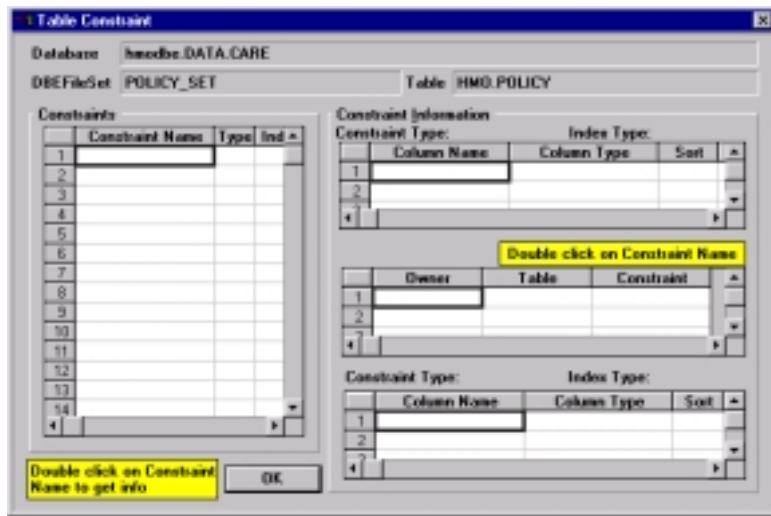 Table Constraint
Database hmodbe.DATA.CARE
DBEFileSet POLICY_SET Table HMO.POLICY
Constraints
Constraint Name Type Ind
1
2
3
4
5
6
7
8
9
10
11
12
13
14
Double click on Constraint
Name to get info
OK
Constraint Information
Constraint Type: Index Type:
Column Name Column Type Sort
1
2
3
Double click on Constraint Name
Owner Table Constraint
1
2
Constraint Type: Index Type:
Column Name Column Type Sort
1
2